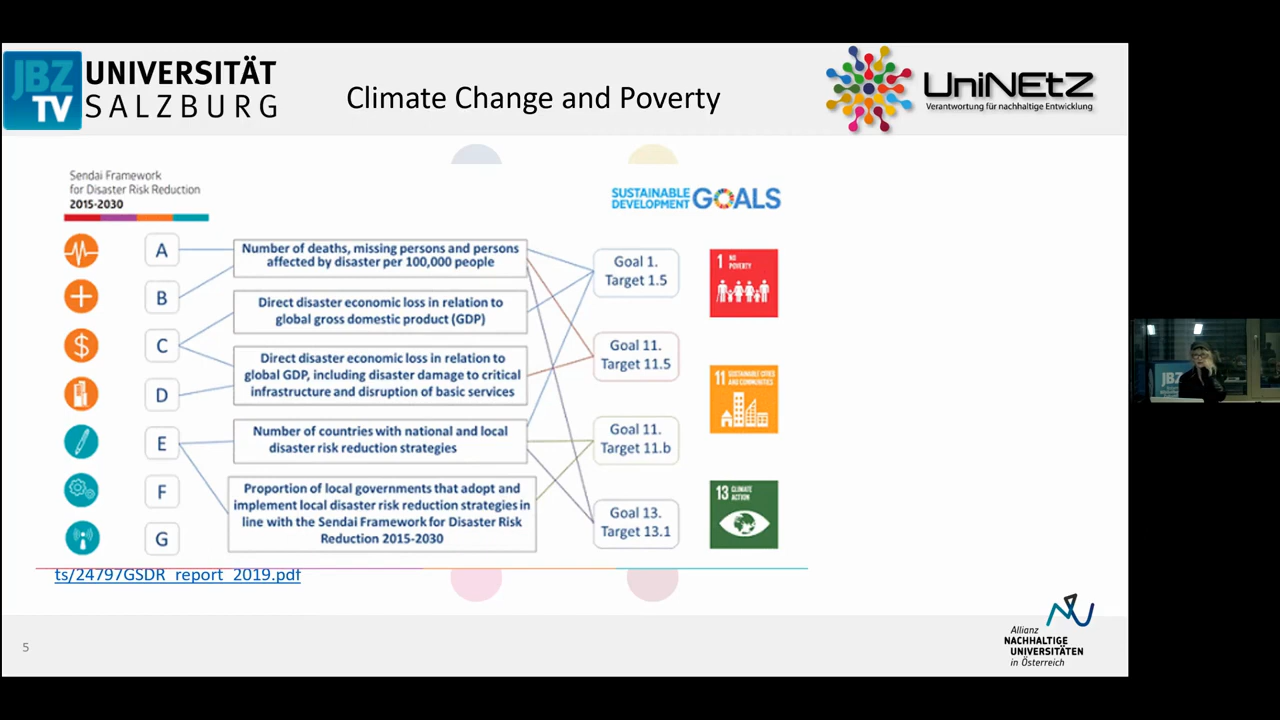 JBZ
TV
UNIVERSITÄT
SALZBURG
Climate Change and Poverty
UniNEtZ
Verantwortung für nachhaltige Entwicklung
Sendai Framework
for Disaster Risk Reduction
2015-2030
SUSTAINABLE
DEVELOPMENT
GOALS
A
B
C
D
E
F
G
Number of deaths, missing persons and persons
affected by disaster per 100,000 people
Direct disaster economic loss in relation to
global gross domestic product (GDP)
Direct disaster economic loss in relation to
global GDP, including disaster damage to critical
infrastructure and disruption of basic services
Number of countries with national and local
disaster risk reduction strategies
Proportion of local governments that adopt and
implement local disaster risk reduction strategies in
line with the Sendai Framework for Disaster Risk
Reduction 2015-2030
Goal 1.
Target 1.5
Goal 11.
Target 11.5
Goal 11.
Target 11.b
Goal 13.
Target 13.1
1 NO
POVERTY
11 SUSTAINABLE CITIES
AND COMMUNITIES
13 CLIMATE
ACTION
JBZ
ts/24797GSDR_report_2019.pdf
5
Allianz
NACHHALTIGE
UNIVERSITÄTEN
in Österreich